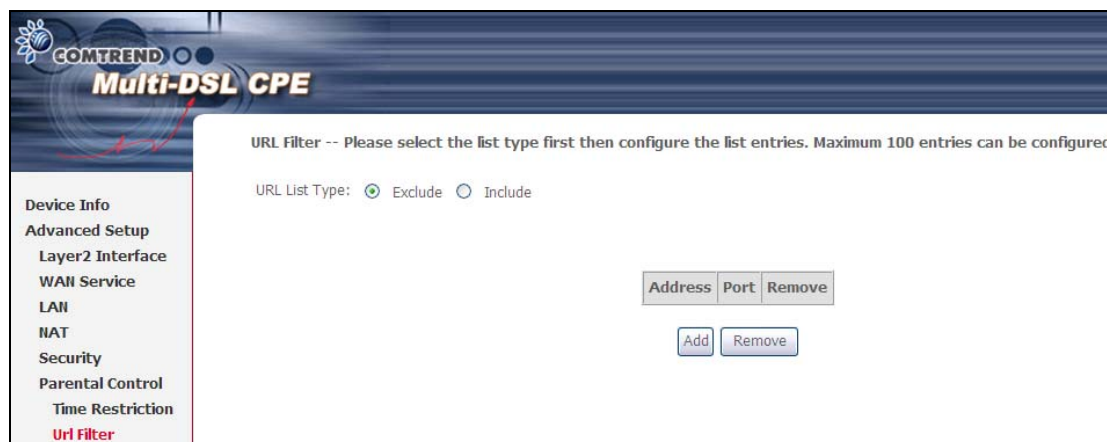 COMTREND
Multi-DSL CPE
URL Filter -- Please select the list type first then configure the list entries. Maximum 100 entries can be configured
URL List Type: Exclude Include
Device Info
Advanced Setup
Layer2 Interface
WAN Service
LAN
NAT
Security
Parental Control
Time Restriction
Url Filter
Address Port Remove
Add Remove